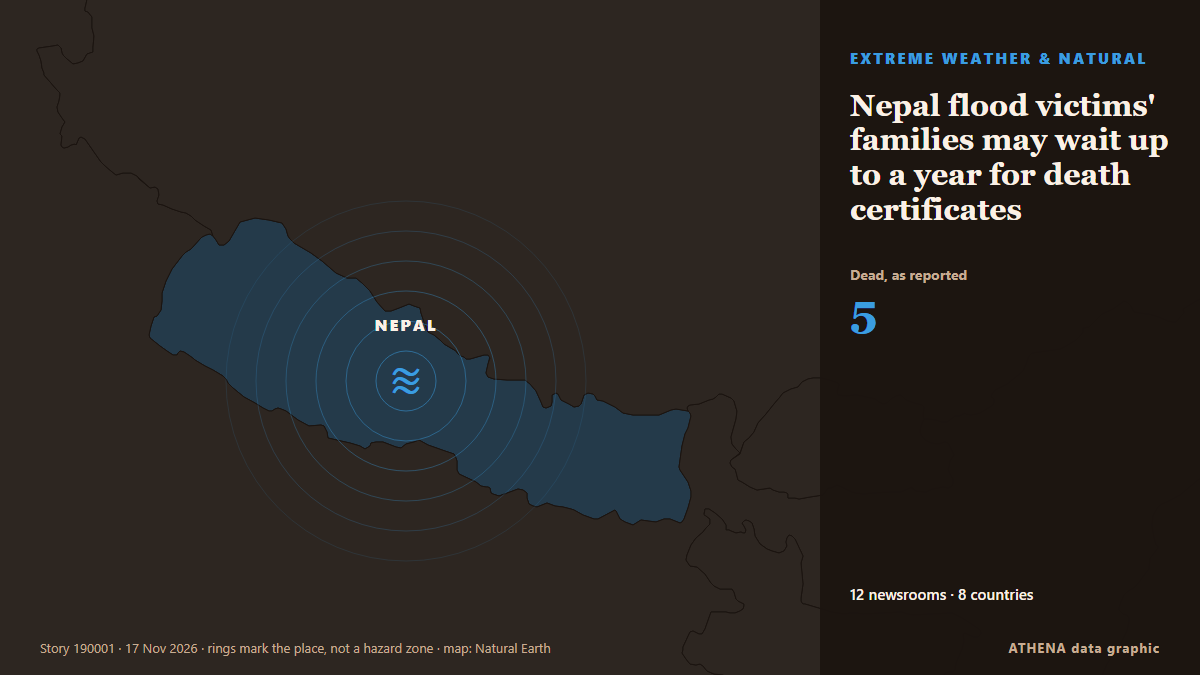 EXTREME WEATHER & NATURAL
Nepal flood victims'
families may wait up
to a year for death
certificates
Dead, as reported
5
NEPAL
12 newsrooms · 8 countries
Story 190001 · 17 Nov 2026 · rings mark the place, not a hazard zone · map: Natural Earth
ATHENA data graphic